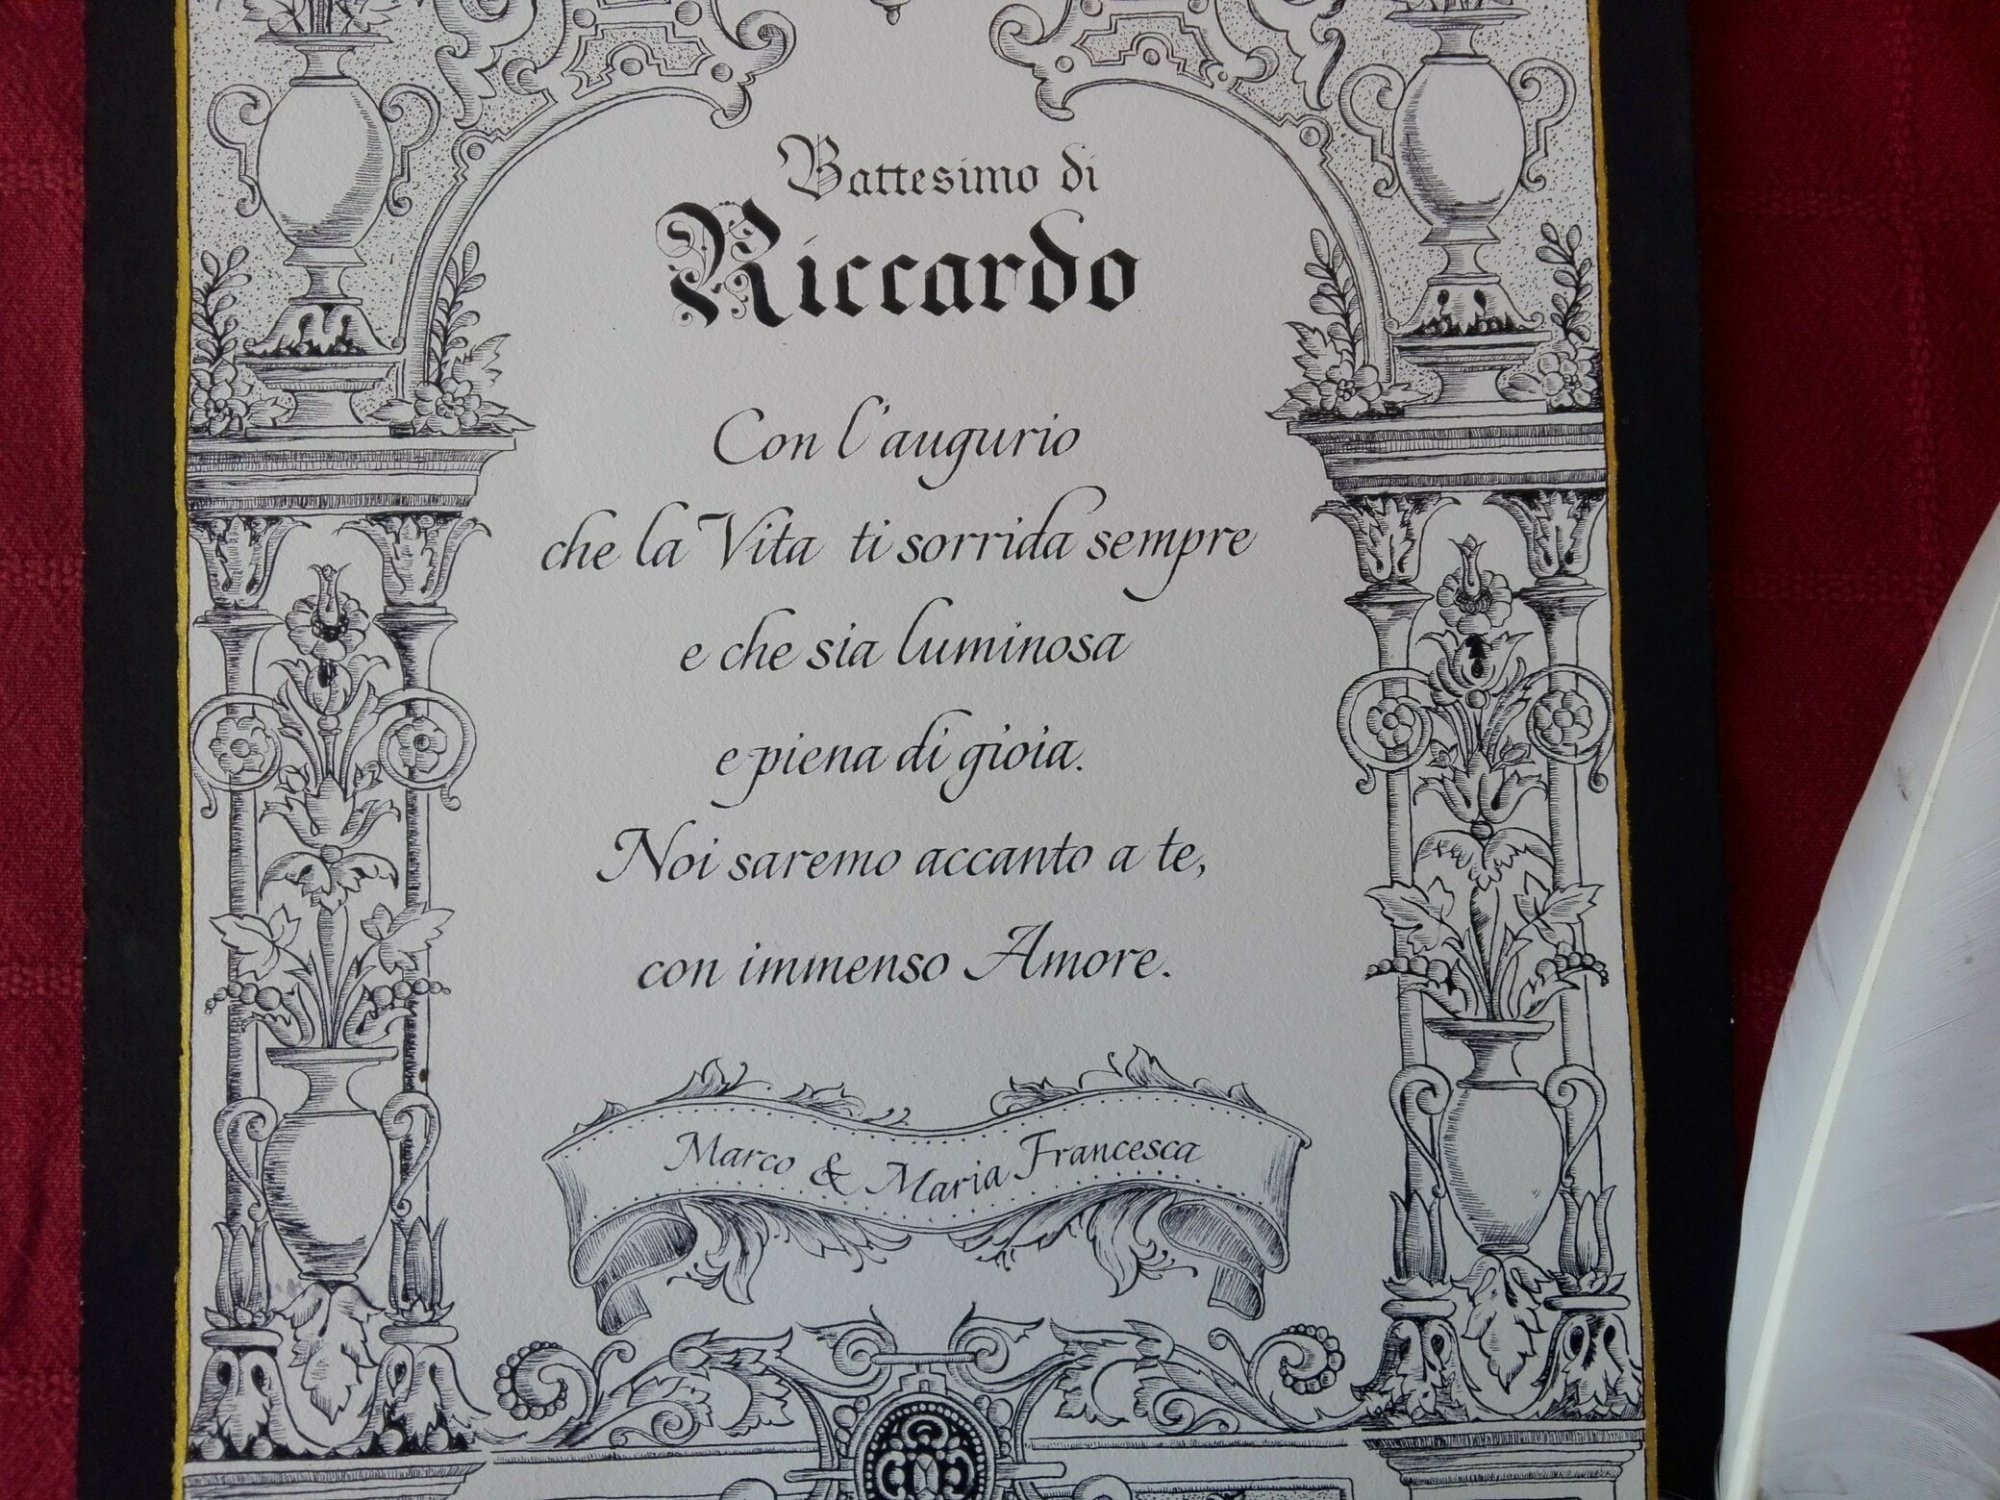 Battesimo di
Riccardo
Con l'augurio
che la Vita ti sorrida sempre
e che sia luminosa
e piena di gioia.
Noi saremo accanto a te,
con immenso Amore.
Marco & Maria Francesca